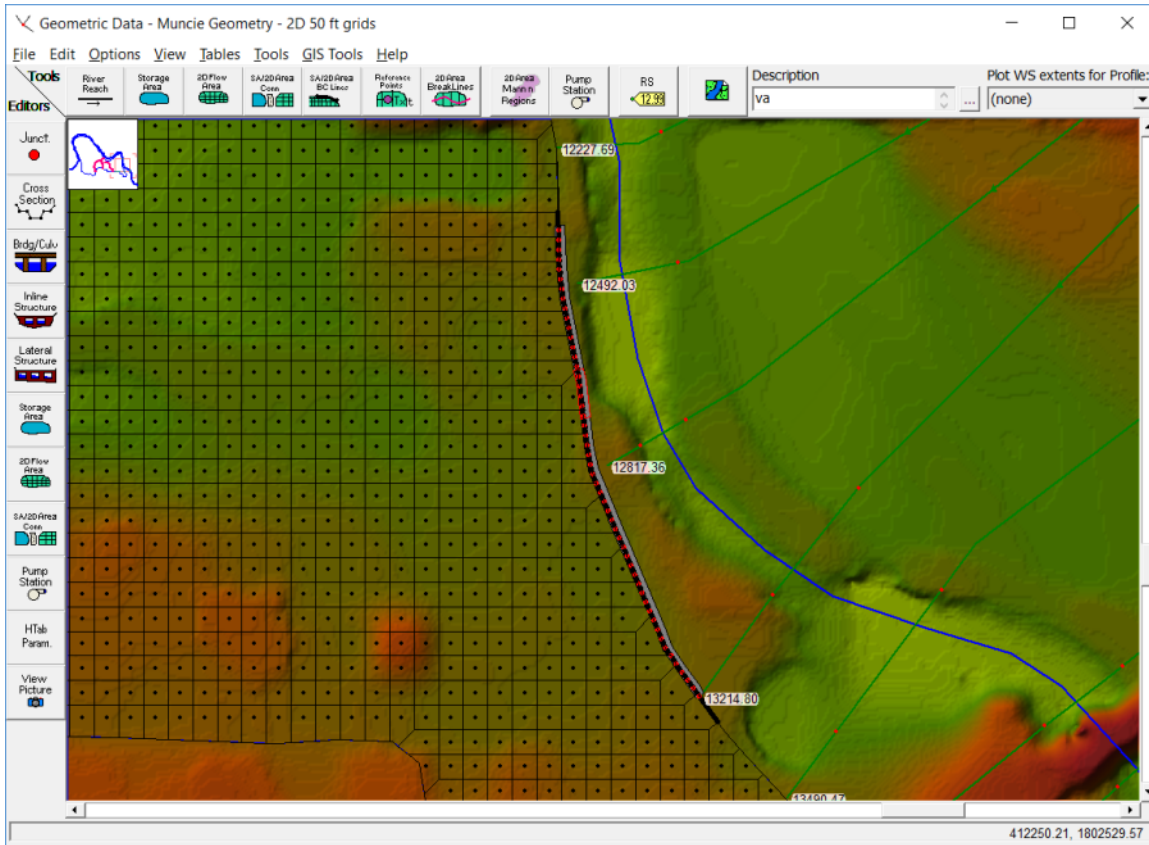 Geometric Data - Muncie Geometry - 2D 50 ft grids
File Edit Options View Tables Tools GIS Tools Help
Tools
Editors
River
Reach
Storage
Area
2D Flow
Area
SA/2D Area
Conn
SA/2D Area
BC Lines
Reference
Points
2D Area
BreakLines
2D Area
Mann n
Regions
Pump
Station
RS
12.99
Description
va
...
Plot WS extents for Profile:
(none)
Junct.
Cross
Section
Brdg/Culv
Inline
Structure
Lateral
Structure
Storage
Area
2D Flow
Area
SA/2D Area
Conn
Pump
Station
HTab
Param.
View
Picture
12227.69
12492.03
12817.36
13214.80
13490.47
412250.21, 1802529.57